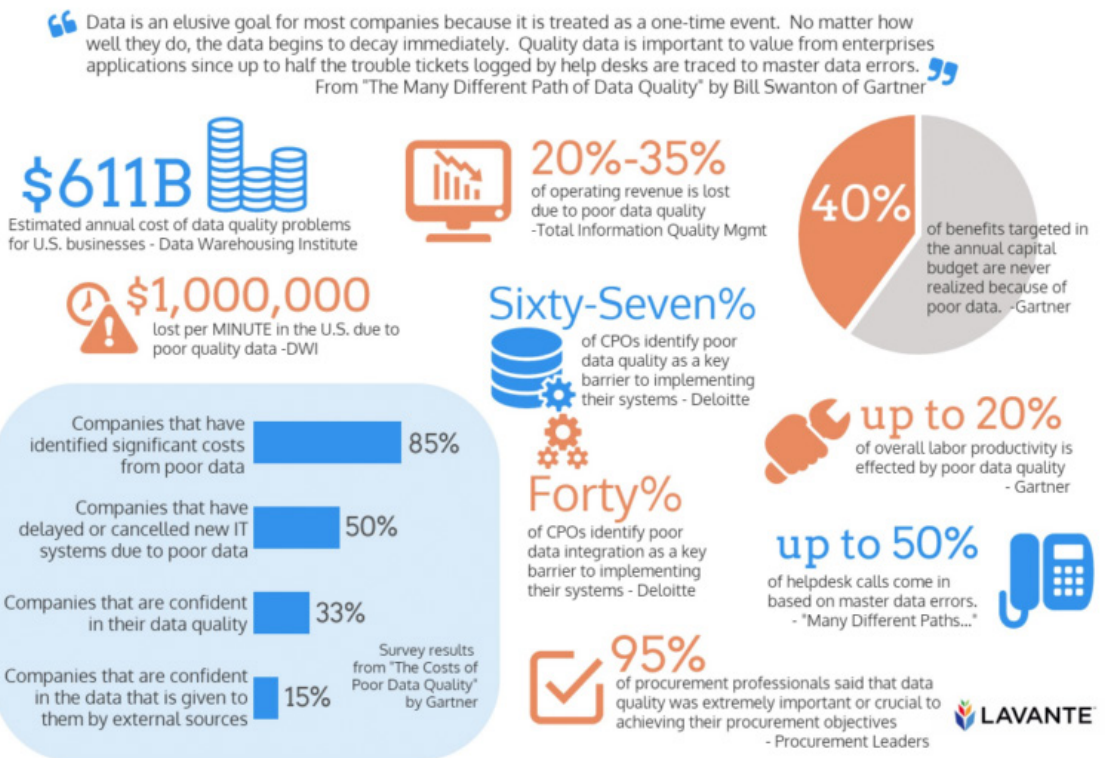 Data is an elusive goal for most companies because it is treated as a one-time event. No matter how
well they do, the data begins to decay immediately. Quality data is important to value from enterprises
applications since up to half the trouble tickets logged by help desks are traced to master data errors.
From "The Many Different Path of Data Quality" by Bill Swanton of Gartner
$611B
Estimated annual cost of data quality problems
for U.S. businesses - Data Warehousing Institute
20%-35%
of operating revenue is lost
due to poor data quality
-Total Information Quality Mgmt
40%
of benefits targeted in
the annual capital
budget are never
realized because of
poor data. -Gartner
$1,000,000
lost per MINUTE in the U.S. due to
poor quality data -DWI
Sixty-Seven%
of CPOs identify poor
data quality as a key
barrier to implementing
their systems - Deloitte
Forty%
of CPOs identify poor
data integration as a key
barrier to implementing
their systems - Deloitte
up to 20%
of overall labor productivity is
effected by poor data quality
- Gartner
up to 50%
of helpdesk calls come in
based on master data errors.
- "Many Different Paths..."
Companies that have
identified significant costs
from poor data
85%
Companies that have
delayed or cancelled new IT
systems due to poor data
50%
Companies that are confident
in their data quality
33%
Companies that are confident
in the data that is given to
them by external sources
15%
Survey results
from "The Costs of
Poor Data Quality"
by Gartner
95%
of procurement professionals said that data
quality was extremely important or crucial to
achieving their procurement objectives
- Procurement Leaders
LAVANTE